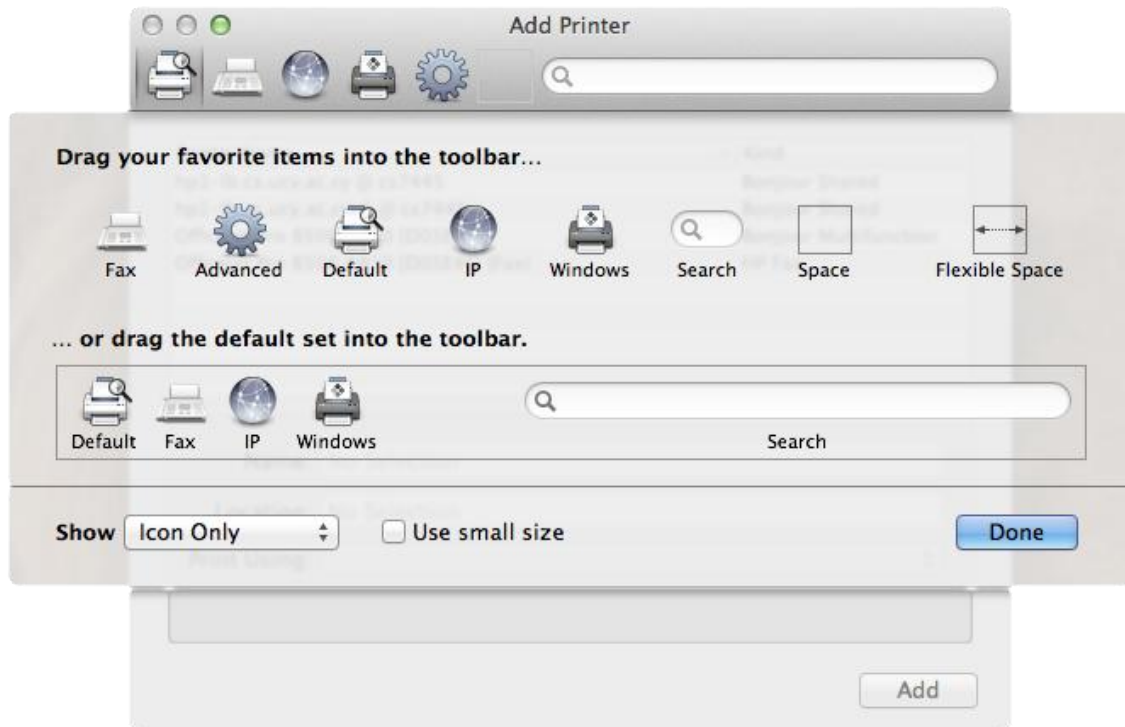 Add Printer
Drag your favorite items into the toolbar...
Fax Advanced Default IP Windows Search Space Flexible Space
... or drag the default set into the toolbar.
Default Fax IP Windows Search
Show Icon Only Use small size Done
Add